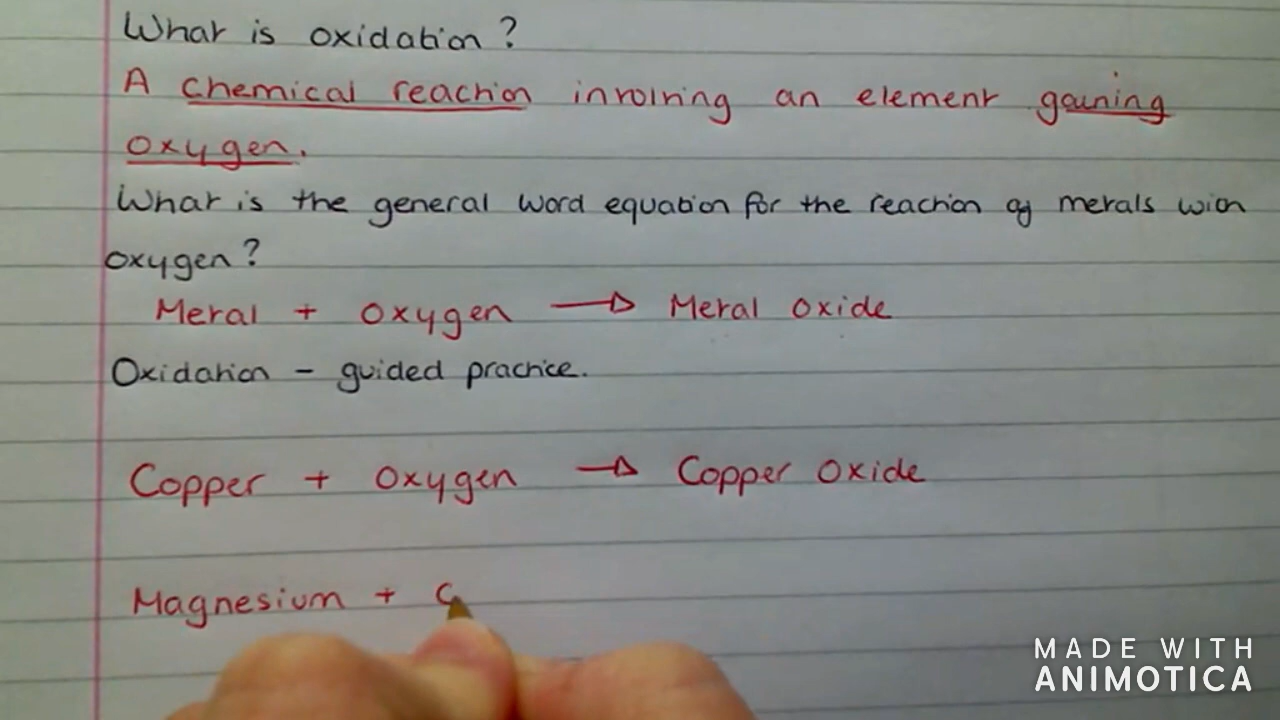 What is oxidation?
A chemical reaction involving an element gaining
oxygen.
What is the general word equation for the reaction of metals with
oxygen?
Metal + Oxygen → Metal Oxide
Oxidation - guided practice.
Copper + Oxygen → Copper Oxide
Magnesium +
MADE WITH
ANIMOTICA